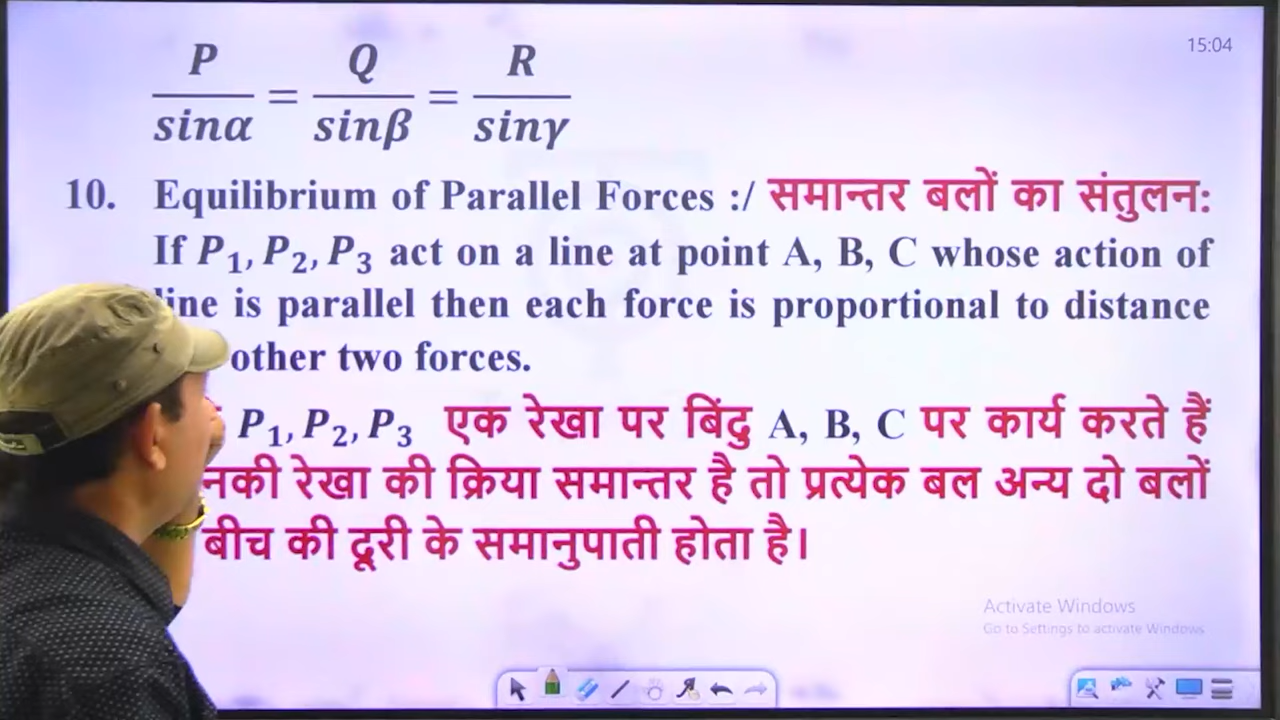 15:04
P/sinα = Q/sinβ = R/sinγ
10. Equilibrium of Parallel Forces :/ समान्तर बलों का संतुलन:
If P₁, P₂, P₃ act on a line at point A, B, C whose action of
line is parallel then each force is proportional to distance
other two forces.
P₁, P₂, P₃ एक रेखा पर बिंदु A, B, C पर कार्य करते हैं
नकी रेखा की क्रिया समान्तर है तो प्रत्येक बल अन्य दो बलों
बीच की दूरी के समानुपाती होता है।
Activate Windows
Go to Settings to activate Windows.